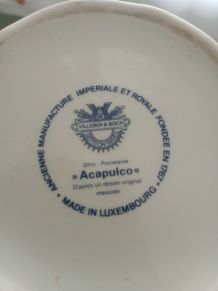 ANCIENNE MANUFACTURE IMPERIALE ET ROYALE FONDEE EN 1767 • MADE IN LUXEMBOURG •
VILLEROY & BOCH
Vitro - Porcelaine
» Acapulco «
D'après un dessin original
mexicain